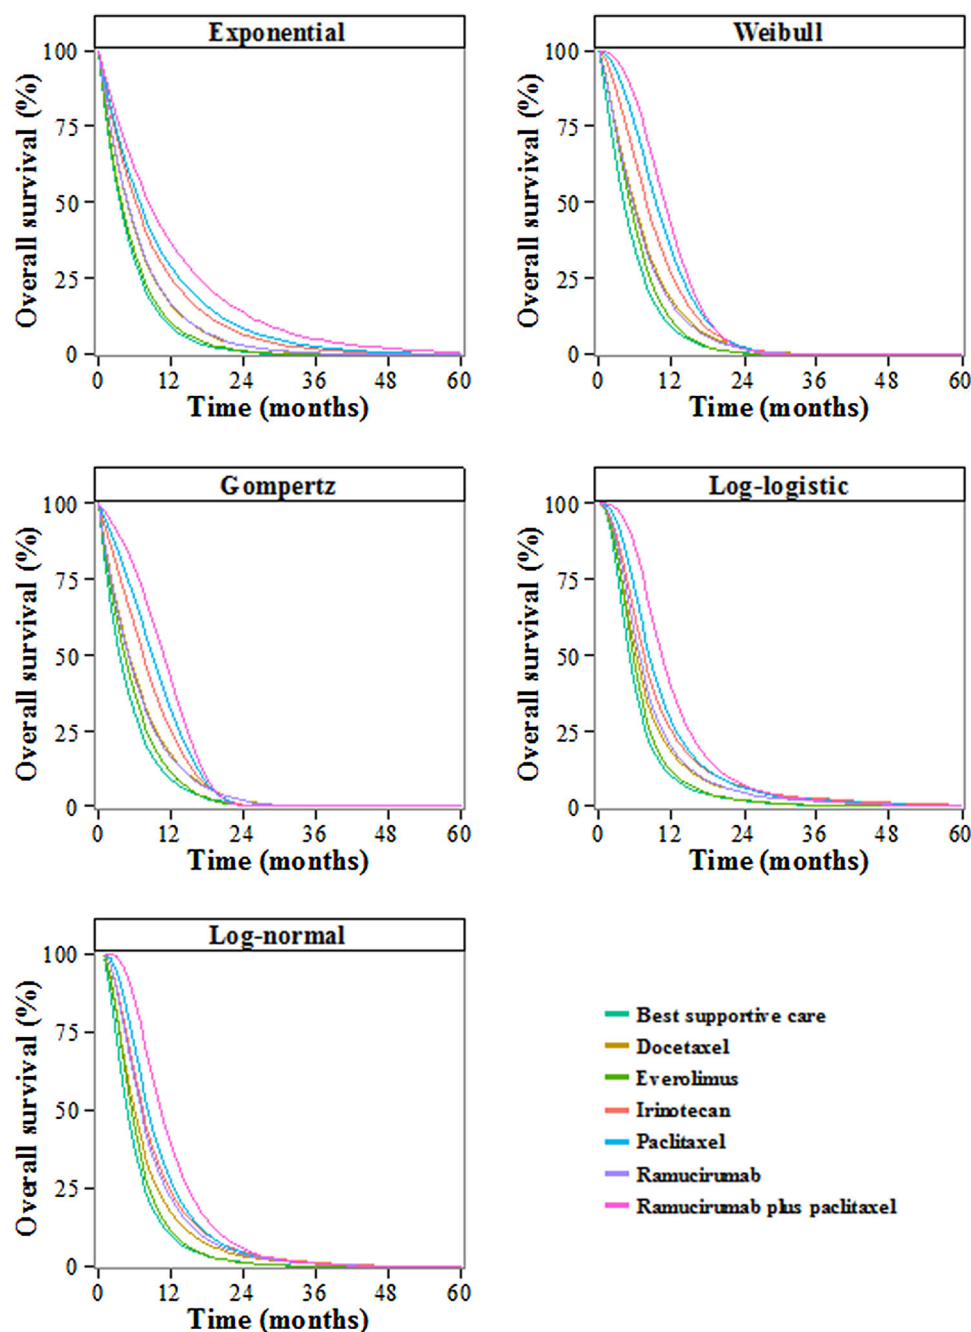 Exponential
Overall survival (%)
100
75
50
25
0
0 12 24 36 48 60
Time (months)
Weibull
Overall survival (%)
100
75
50
25
0
0 12 24 36 48 60
Time (months)
Gompertz
Overall survival (%)
100
75
50
25
0
0 12 24 36 48 60
Time (months)
Log-logistic
Overall survival (%)
100
75
50
25
0
0 12 24 36 48 60
Time (months)
Log-normal
Overall survival (%)
100
75
50
25
0
0 12 24 36 48 60
Time (months)
Best supportive care
Docetaxel
Everolimus
Irinotecan
Paclitaxel
Ramucirumab
Ramucirumab plus paclitaxel